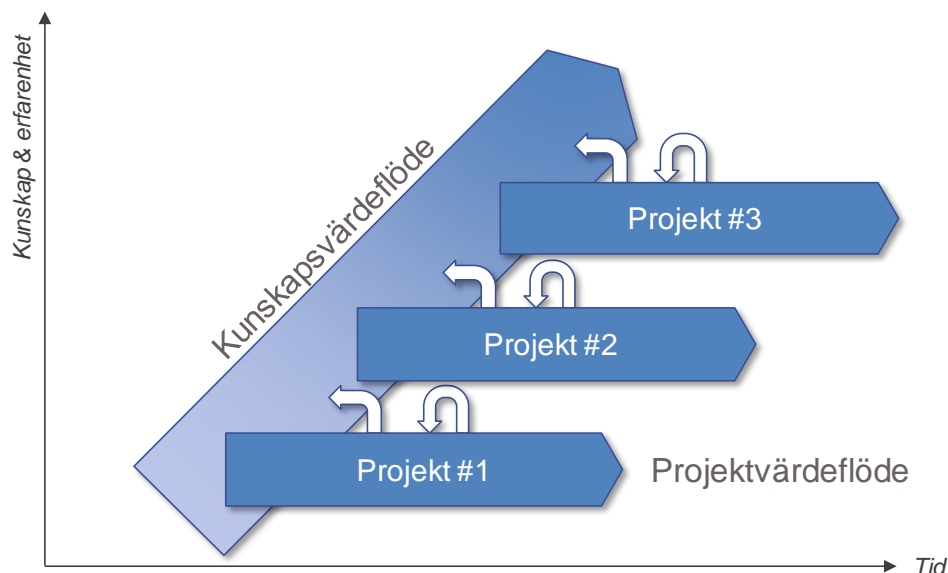 Kunskap & erfarenhet
Kunskapsvärdeflöde
Projekt #3
Projekt #2
Projekt #1
Projektvärdeflöde
Tid